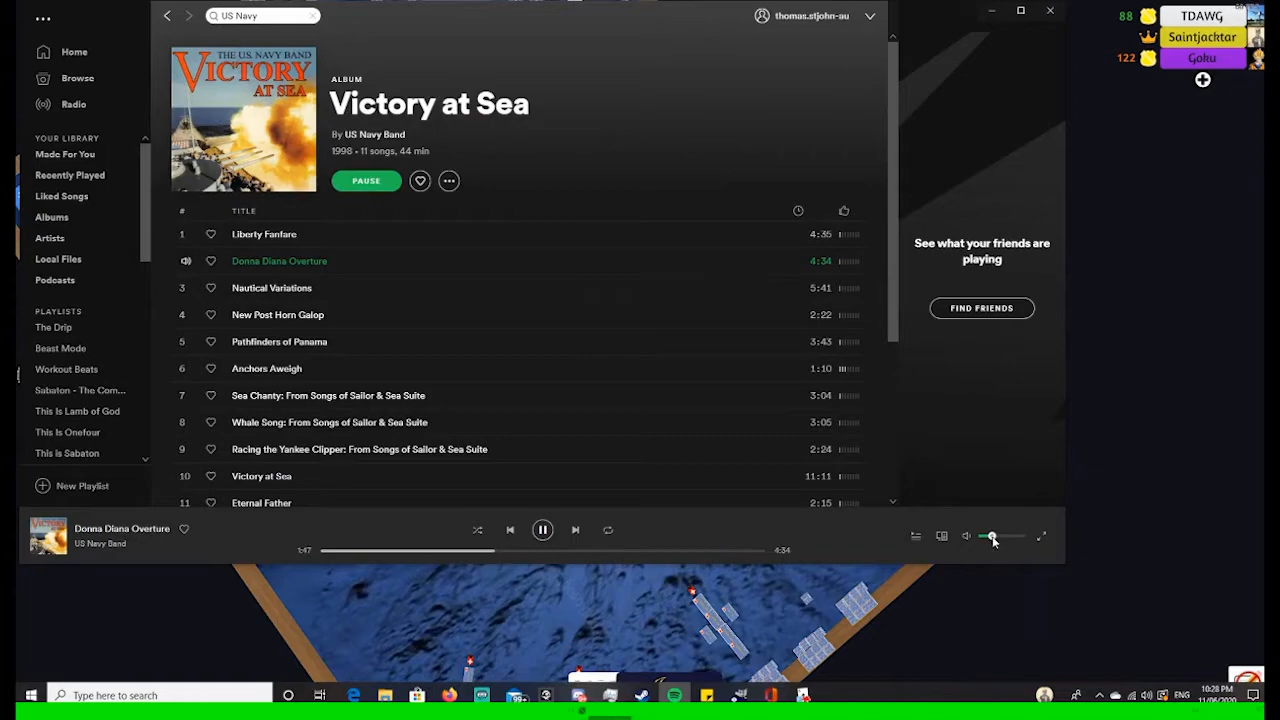 US Navy
thomas.stjohn-au
88 TDAWG
Saintjacktar
122 Goku
Home
Browse
Radio
YOUR LIBRARY
Made For You
Recently Played
Liked Songs
Albums
Artists
Local Files
Podcasts
PLAYLISTS
The Drip
Beast Mode
Workout Beats
Sabaton - The Com...
This Is Lamb of God
This Is Onefour
This is Sabaton
New Playlist
THE U.S. NAVY BAND
VICTORY
AT SEA
ALBUM
Victory at Sea
By US Navy Band
1998 • 11 songs, 44 min
PAUSE
# TITLE
1 Liberty Fanfare 4:35
Donna Diana Overture 4:34
3 Nautical Variations 5:41
4 New Post Horn Galop 2:22
5 Pathfinders of Panama 3:43
6 Anchors Aweigh 1:10
7 Sea Chanty: From Songs of Sailor & Sea Suite 3:04
8 Whale Song: From Songs of Sailor & Sea Suite 3:05
9 Racing the Yankee Clipper: From Songs of Sailor & Sea Suite 2:24
10 Victory at Sea 11:11
11 Eternal Father 2:15
See what your friends are
playing
FIND FRIENDS
Donna Diana Overture
US Navy Band
1:47
4:34
Type here to search
99+
ENG
10:28 PM
11/06/2020